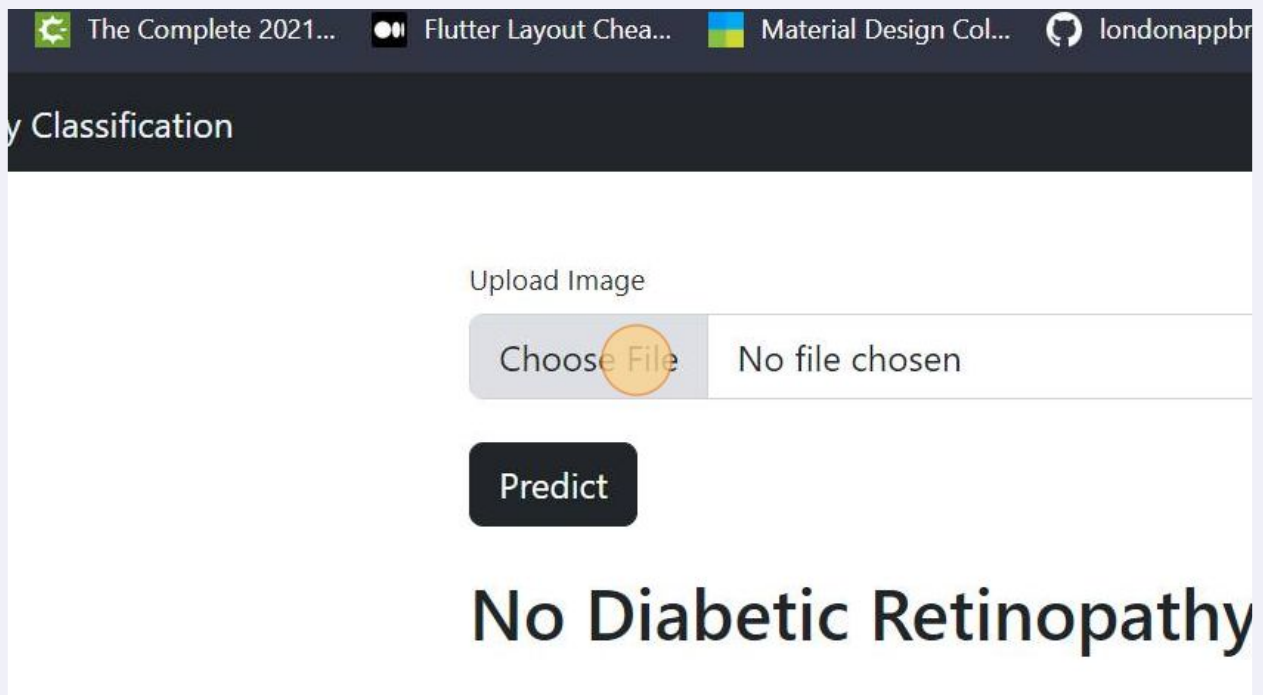 The Complete 2021... Flutter Layout Chea... Material Design Col... londonappbr
y Classification
Upload Image
Choose File No file chosen
Predict
No Diabetic Retinopathy